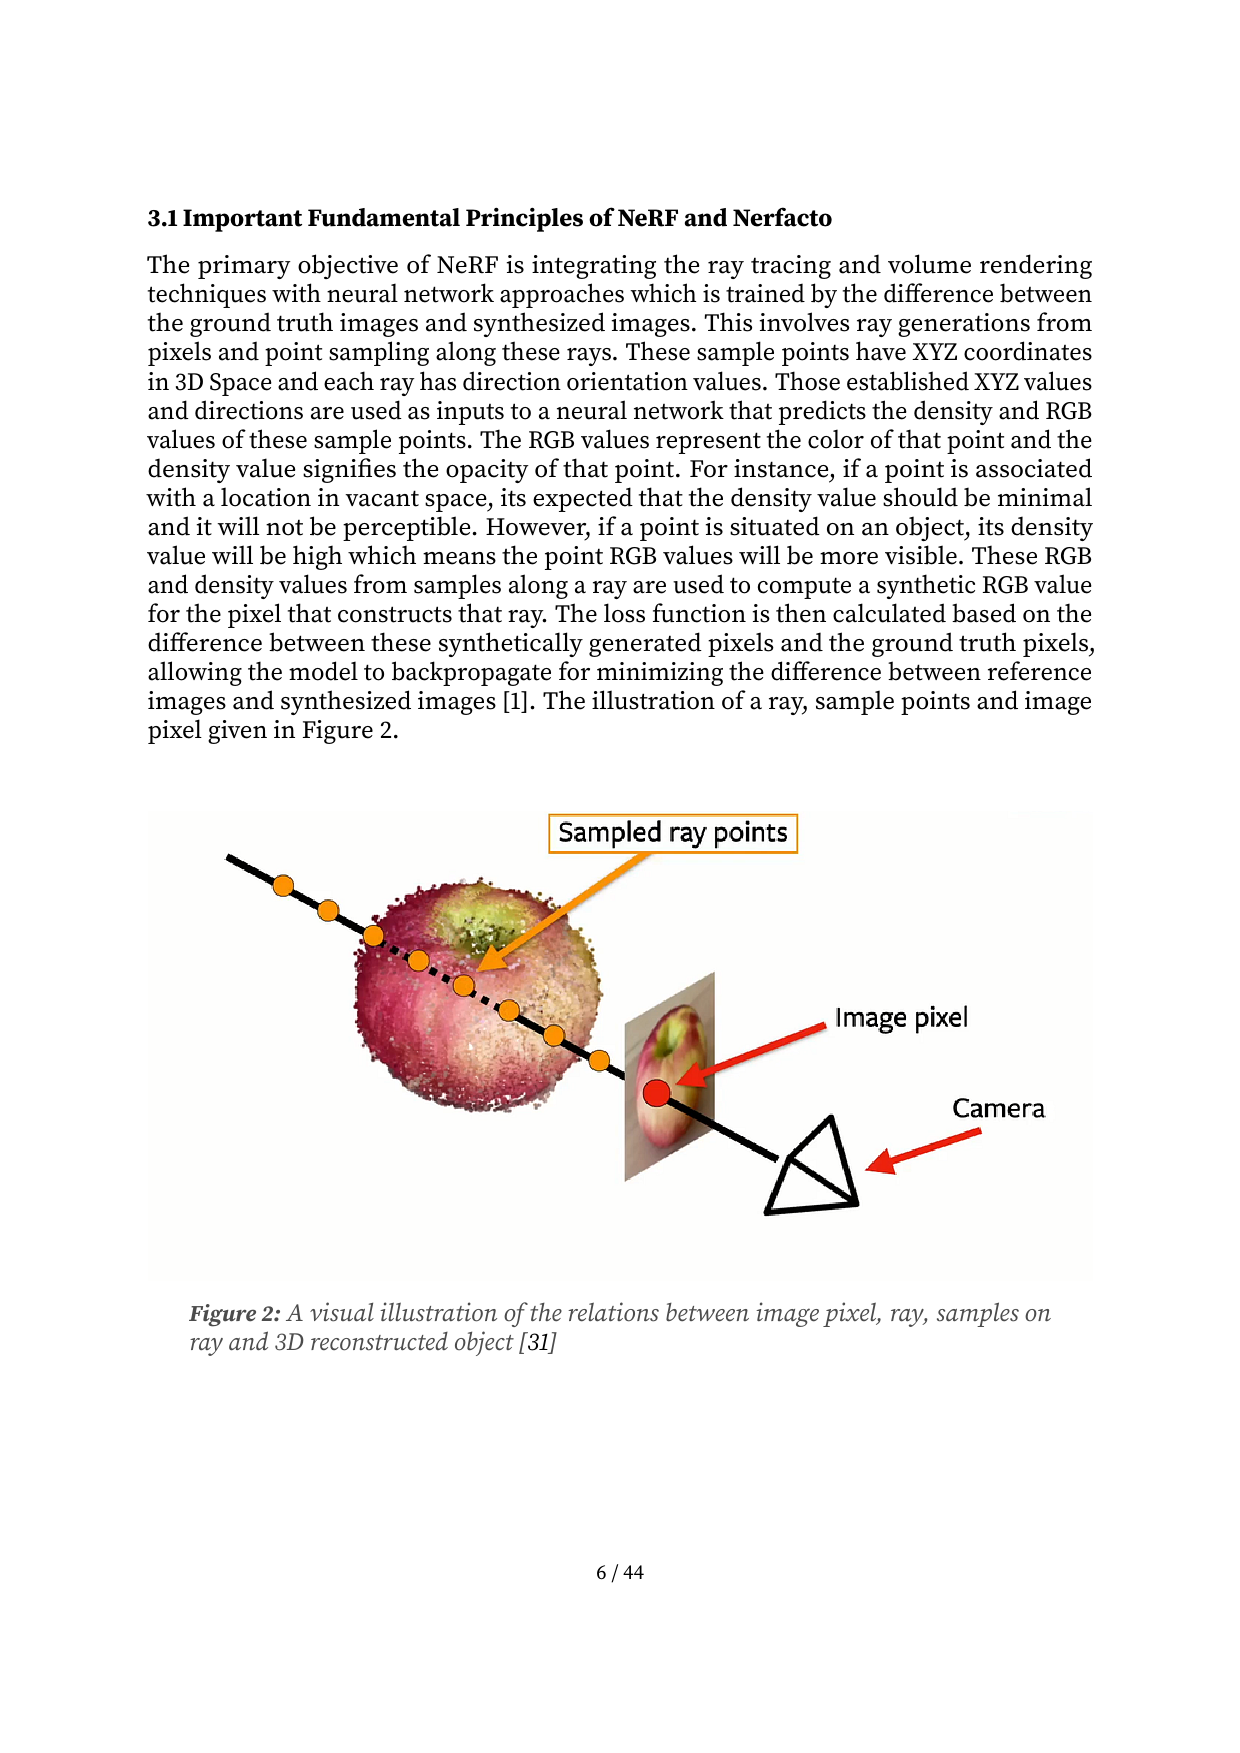 3.1 Important Fundamental Principles of NeRF and Nerfacto
The primary objective of NeRF is integrating the ray tracing and volume rendering
techniques with neural network approaches which is trained by the difference between
the ground truth images and synthesized images. This involves ray generations from
pixels and point sampling along these rays. These sample points have XYZ coordinates
in 3D Space and each ray has direction orientation values. Those established XYZ values
and directions are used as inputs to a neural network that predicts the density and RGB
values of these sample points. The RGB values represent the color of that point and the
density value signifies the opacity of that point. For instance, if a point is associated
with a location in vacant space, its expected that the density value should be minimal
and it will not be perceptible. However, if a point is situated on an object, its density
value will be high which means the point RGB values will be more visible. These RGB
and density values from samples along a ray are used to compute a synthetic RGB value
for the pixel that constructs that ray. The loss function is then calculated based on the
difference between these synthetically generated pixels and the ground truth pixels,
allowing the model to backpropagate for minimizing the difference between reference
images and synthesized images [1]. The illustration of a ray, sample points and image
pixel given in Figure 2.
Sampled ray points
Image pixel
Camera
Figure 2: A visual illustration of the relations between image pixel, ray, samples on
ray and 3D reconstructed object [31]
6 / 44